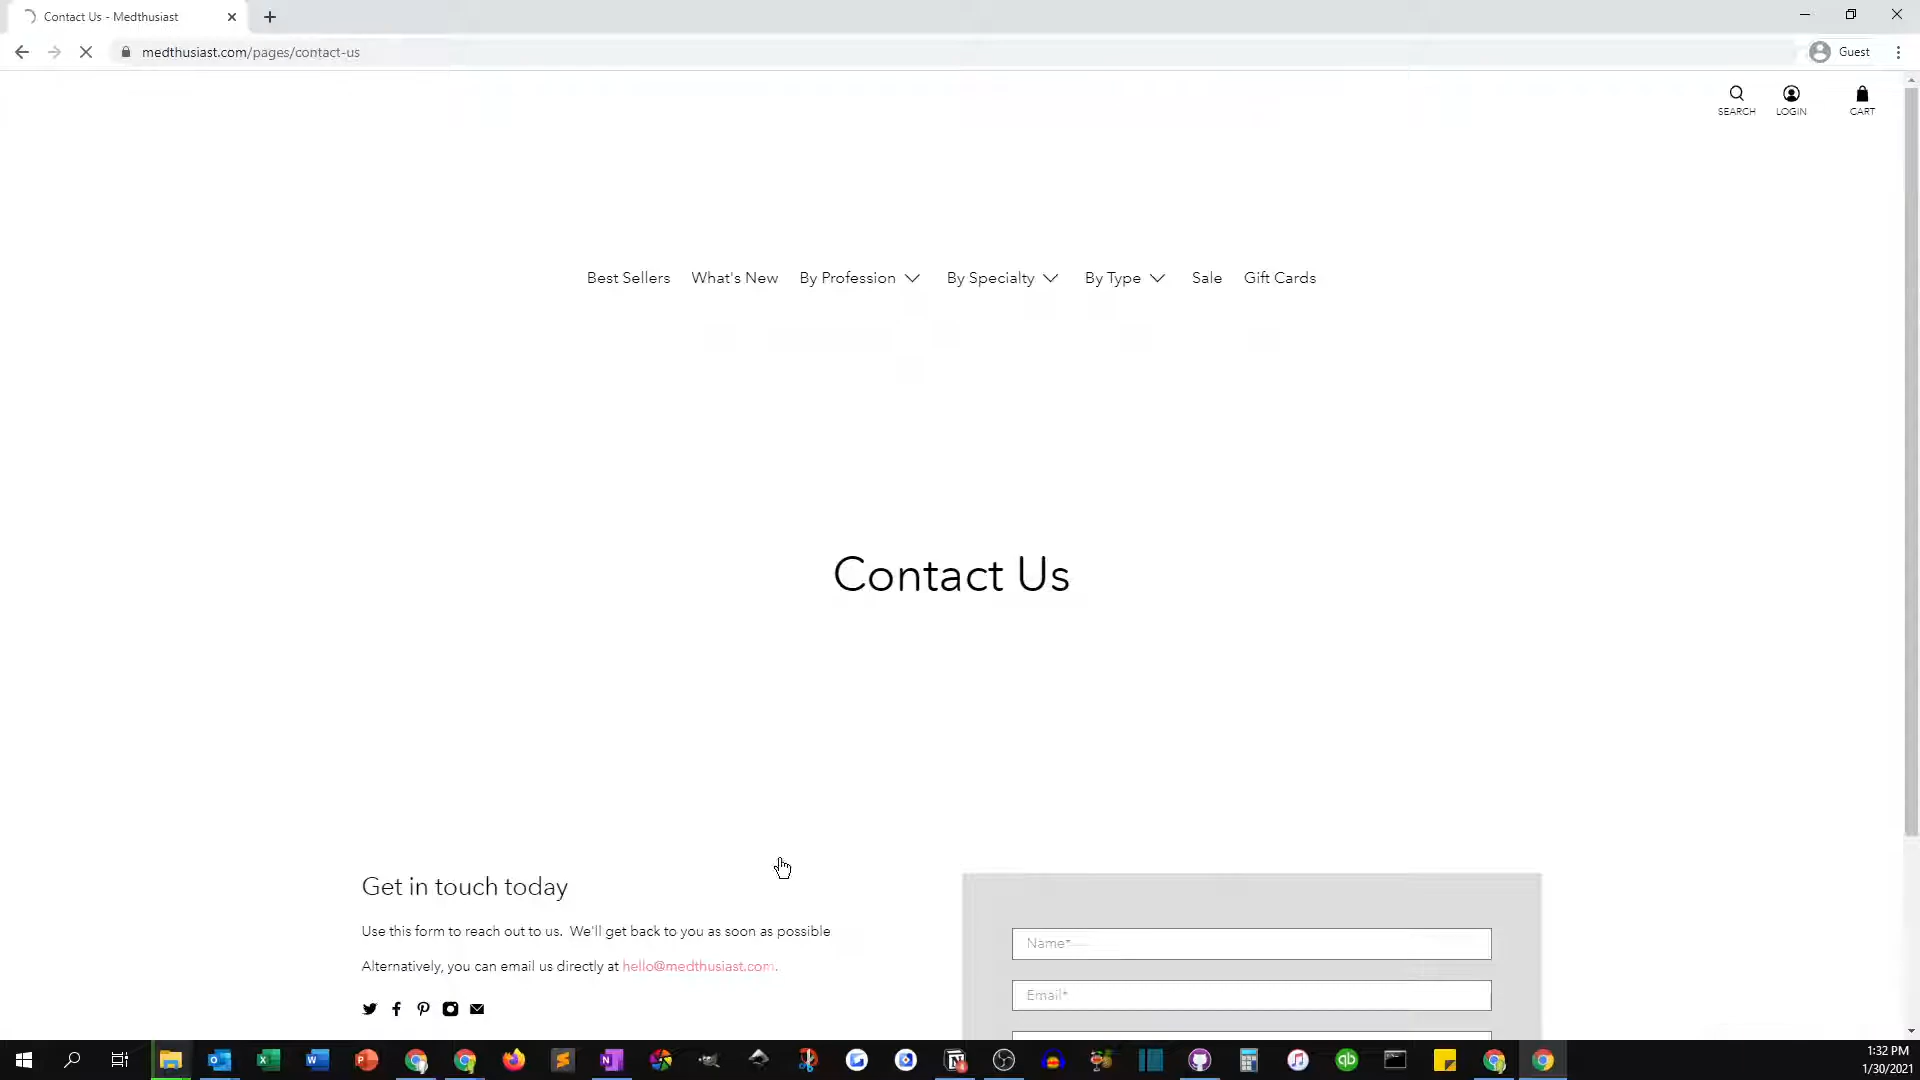 Contact Us - Medthusiast
medthusiast.com/pages/contact-us
Guest
SEARCH
LOGIN
CART
Best Sellers
What's New
By Profession
By Specialty
By Type
Sale
Gift Cards
Contact Us
Get in touch today
Use this form to reach out to us.  We'll get back to you as soon as possible
Alternatively, you can email us directly at hello@medthusiast.com.
Name*
Email*
1:32 PM
1/30/2021